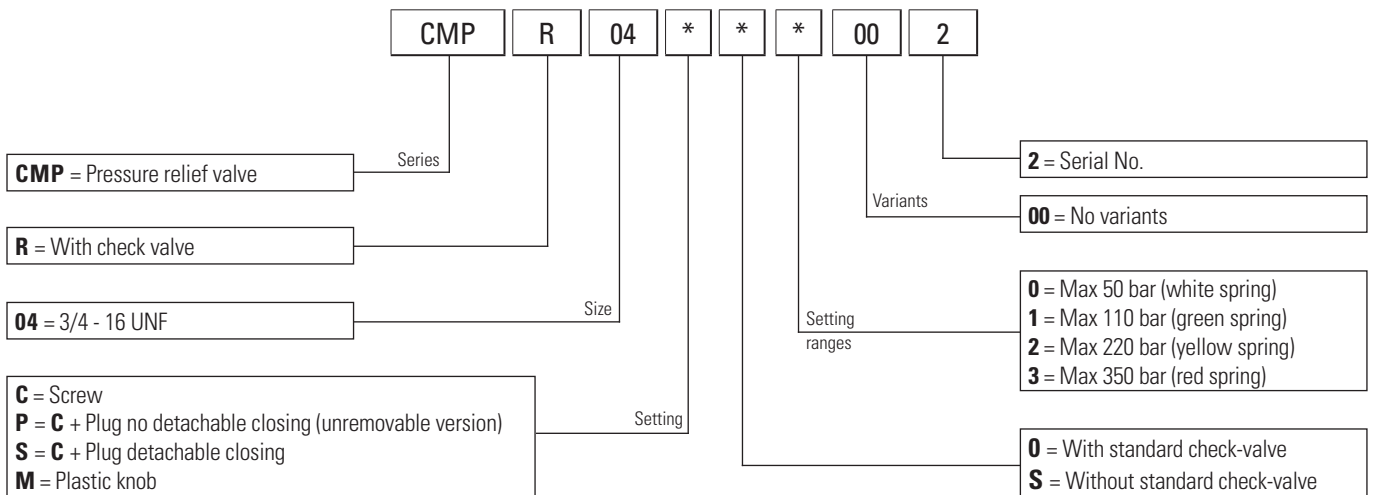 CMP R 04 * * * 00 2
Series
CMP = Pressure relief valve
R = With check valve
Size
04 = 3/4 - 16 UNF
Setting
C = Screw
P = C + Plug no detachable closing (unremovable version)
S = C + Plug detachable closing
M = Plastic knob
2 = Serial No.
Variants
00 = No variants
Setting
ranges
0 = Max 50 bar (white spring)
1 = Max 110 bar (green spring)
2 = Max 220 bar (yellow spring)
3 = Max 350 bar (red spring)
0 = With standard check-valve
S = Without standard check-valve